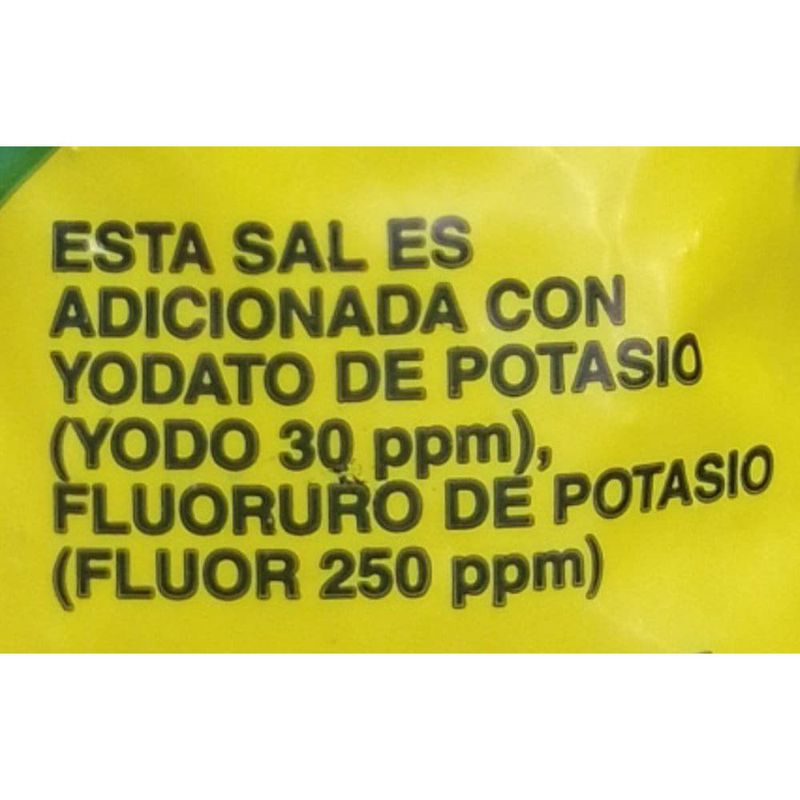 ESTA SAL ES
ADICIONADA CON
YODATO DE POTASIO
(YODO 30 ppm),
FLUORURO DE POTASIO
(FLUOR 250 ppm)